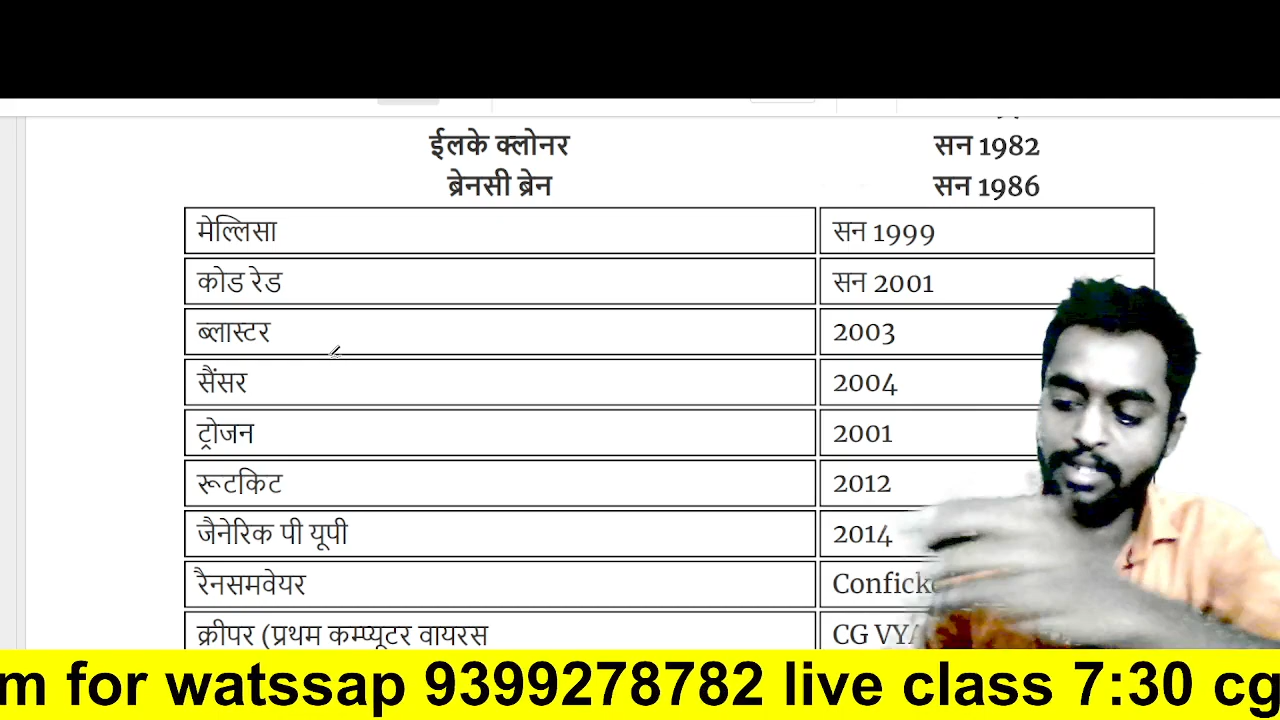 ईलके क्लोनर सन 1982
ब्रेनसी ब्रेन सन 1986
मेल्लिसा सन 1999
कोड रेड सन 2001
ब्लास्टर 2003
सैंसर 2004
ट्रोजन 2001
रूटकिट 2012
जैनेरिक पी यूपी 2014
रैनसमवेयर
क्रीपर (प्रथम कम्प्यूटर वायरस CG
m for watssap 9399278782 live class 7:30 cg